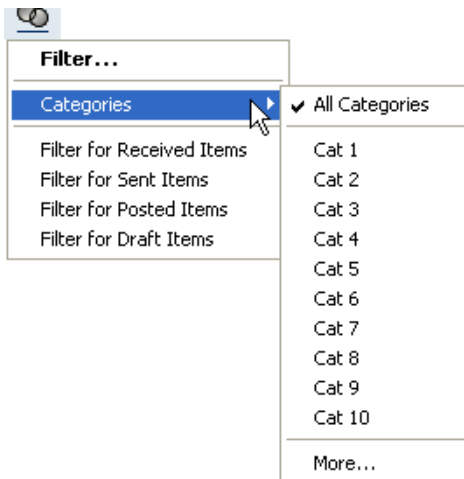 Filter...
Categories
Filter for Received Items
Filter for Sent Items
Filter for Posted Items
Filter for Draft Items
All Categories
Cat 1
Cat 2
Cat 3
Cat 4
Cat 5
Cat 6
Cat 7
Cat 8
Cat 9
Cat 10
More...